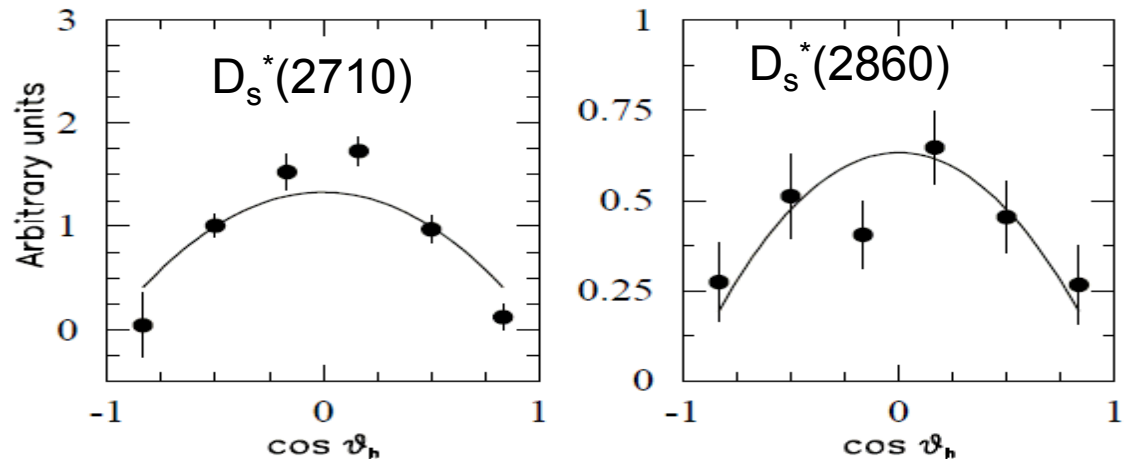 Arbitrary units
3
2
1
0
D_s^*(2710)
-1 0 1
cos ϑ_h
1
0.75
0.5
0.25
0
D_s^*(2860)
-1 0 1
cos ϑ_h